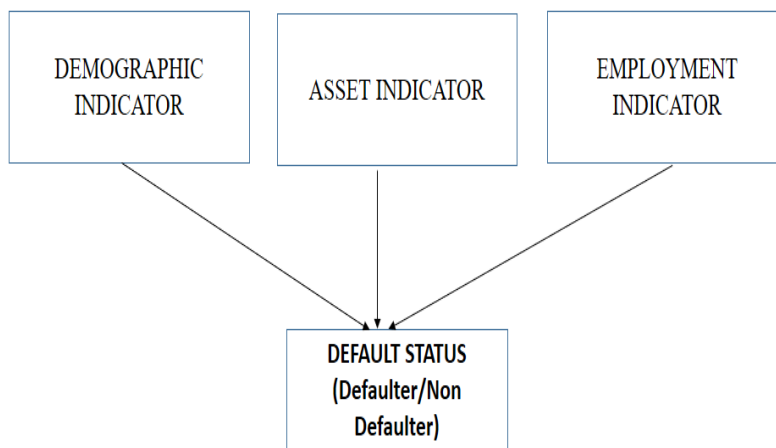 DEMOGRAPHIC
INDICATOR
ASSET INDICATOR
EMPLOYMENT
INDICATOR
DEFAULT STATUS
(Defaulter/Non
Defaulter)